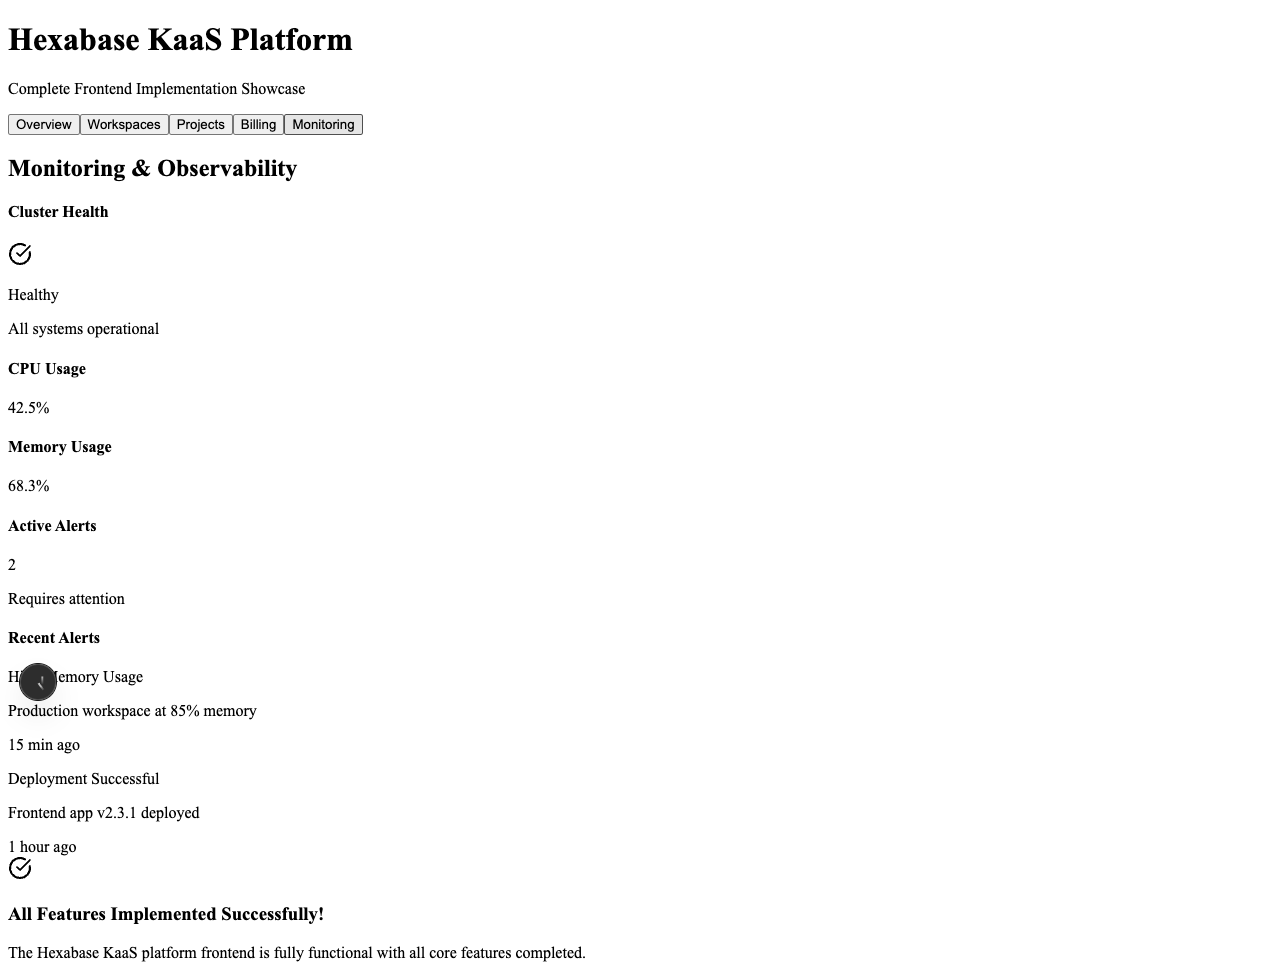 Hexabase KaaS Platform
Complete Frontend Implementation Showcase
Overview Workspaces Projects Billing Monitoring
Monitoring & Observability
Cluster Health
Healthy
All systems operational
CPU Usage
42.5%
Memory Usage
68.3%
Active Alerts
2
Requires attention
Recent Alerts
Memory Usage
Production workspace at 85% memory
15 min ago
Deployment Successful
Frontend app v2.3.1 deployed
1 hour ago
All Features Implemented Successfully!
The Hexabase KaaS platform frontend is fully functional with all core features completed.